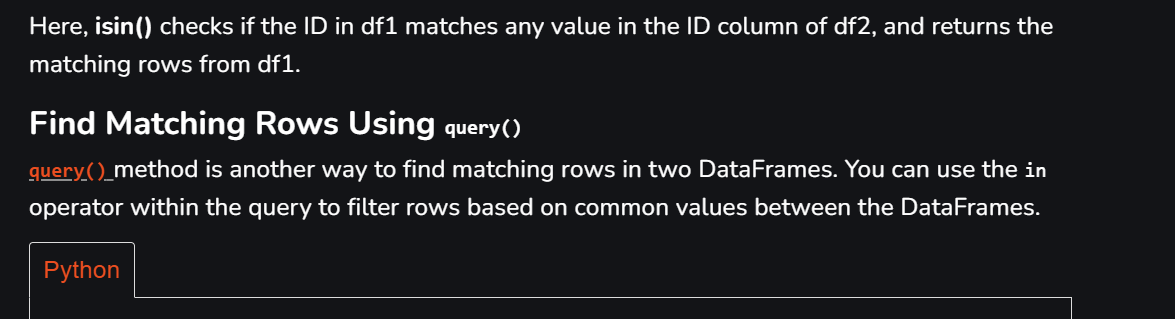 Here, isin() checks if the ID in df1 matches any value in the ID column of df2, and returns the
matching rows from df1.
Find Matching Rows Using query()
query() method is another way to find matching rows in two DataFrames. You can use the in
operator within the query to filter rows based on common values between the DataFrames.
Python